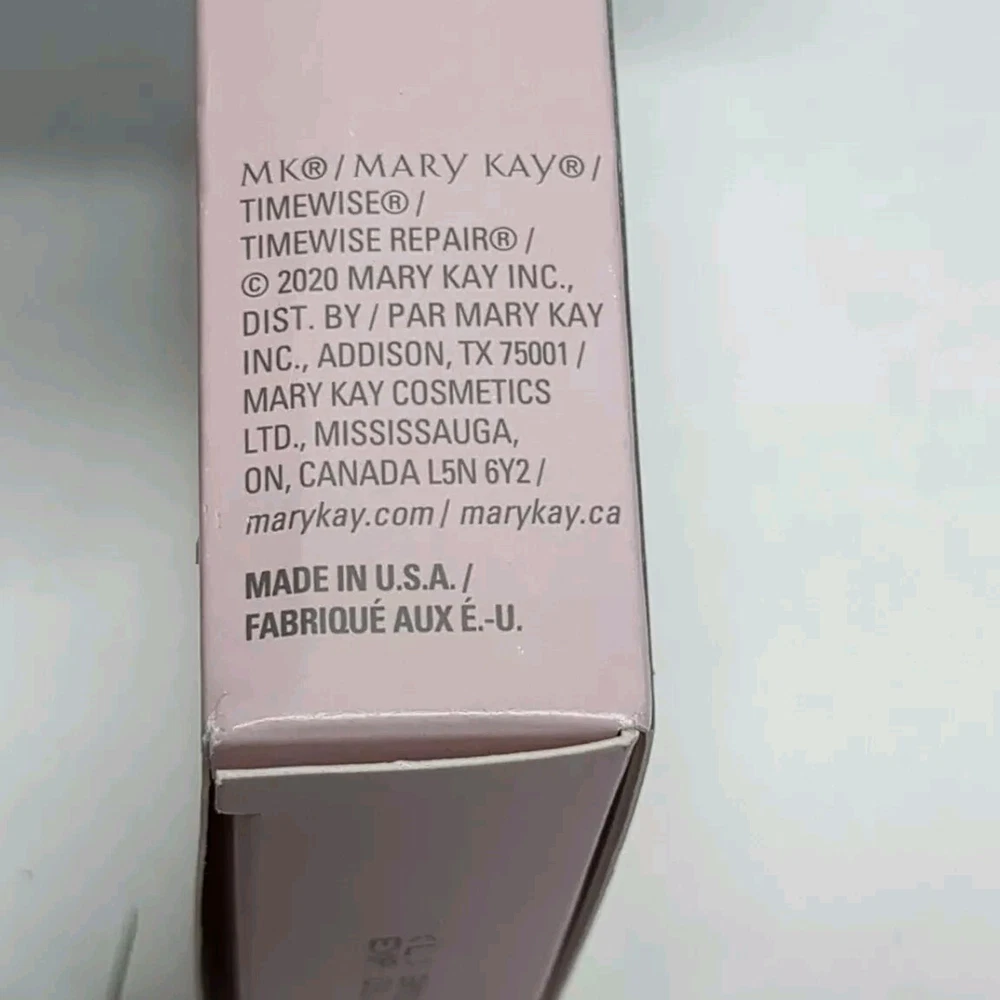 MK®/MARY KAY®/
TIMEWISE®/
TIMEWISE REPAIR®/
© 2020 MARY KAY INC.,
DIST. BY / PAR MARY KAY
INC., ADDISON, TX 75001 /
MARY KAY COSMETICS
LTD., MISSISSAUGA,
ON, CANADA L5N 6Y2 /
marykay.com / marykay.ca
MADE IN U.S.A. /
FABRIQUÉ AUX É.-U.
EXP